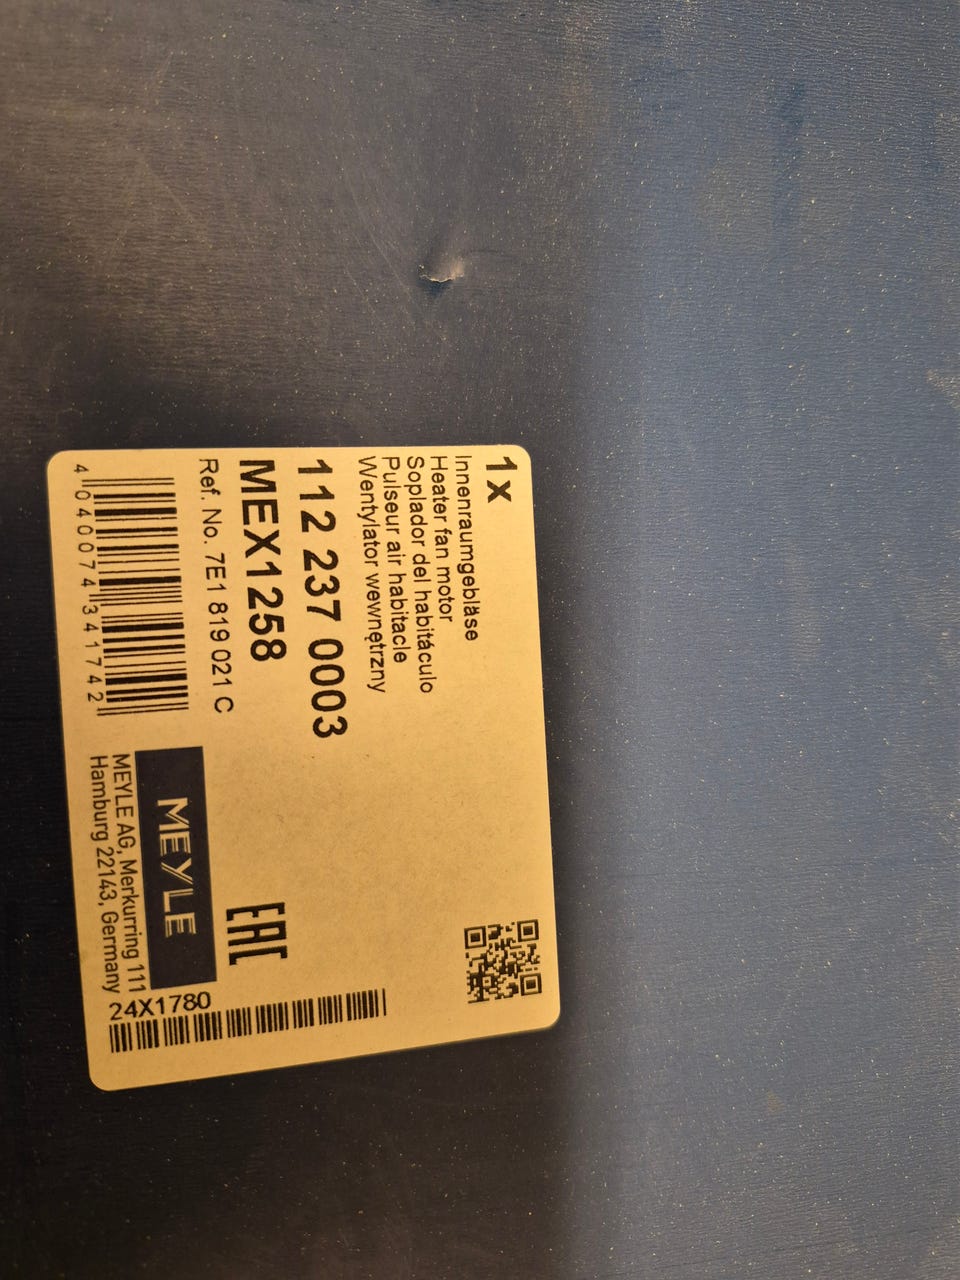 1x
Innenraumgebläse
Heater fan motor
Soplador del habitáculo
Pulseur air habitacle
Wentylator wewnętrzny
112 237 0003
MEX1258
Ref. No. 7E1 819 021 C
4 040074 341742
EAC
MEYLE
MEYLE AG, Merkurring 111
Hamburg 22143, Germany
24X1780